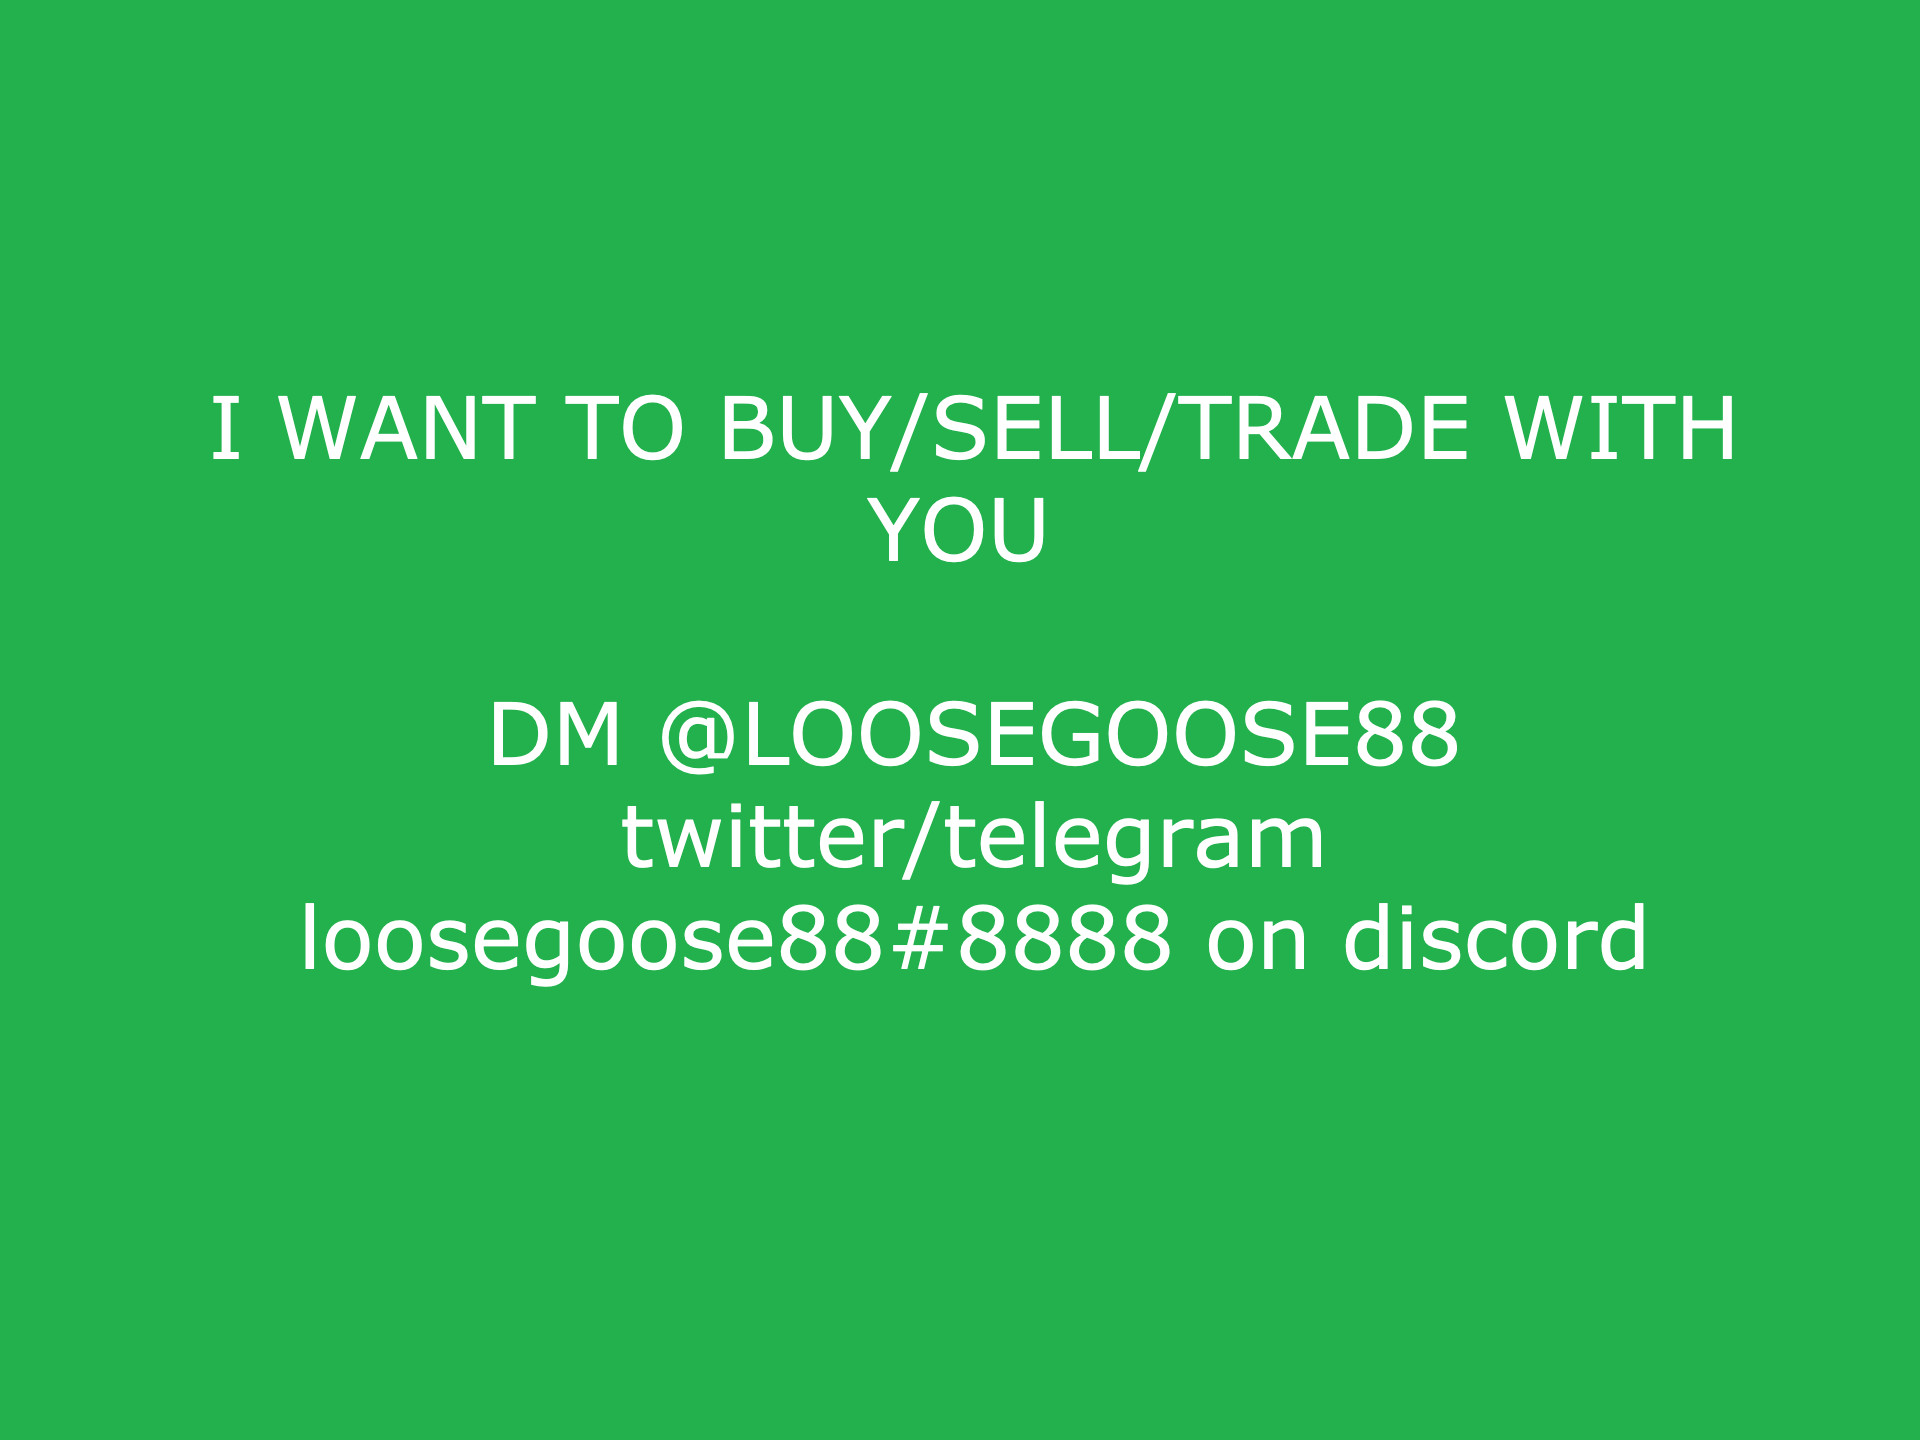 I WANT TO BUY/SELL/TRADE WITH
YOU
DM @LOOSEGOOSE88
twitter/telegram
loosegoose88#8888 on discord